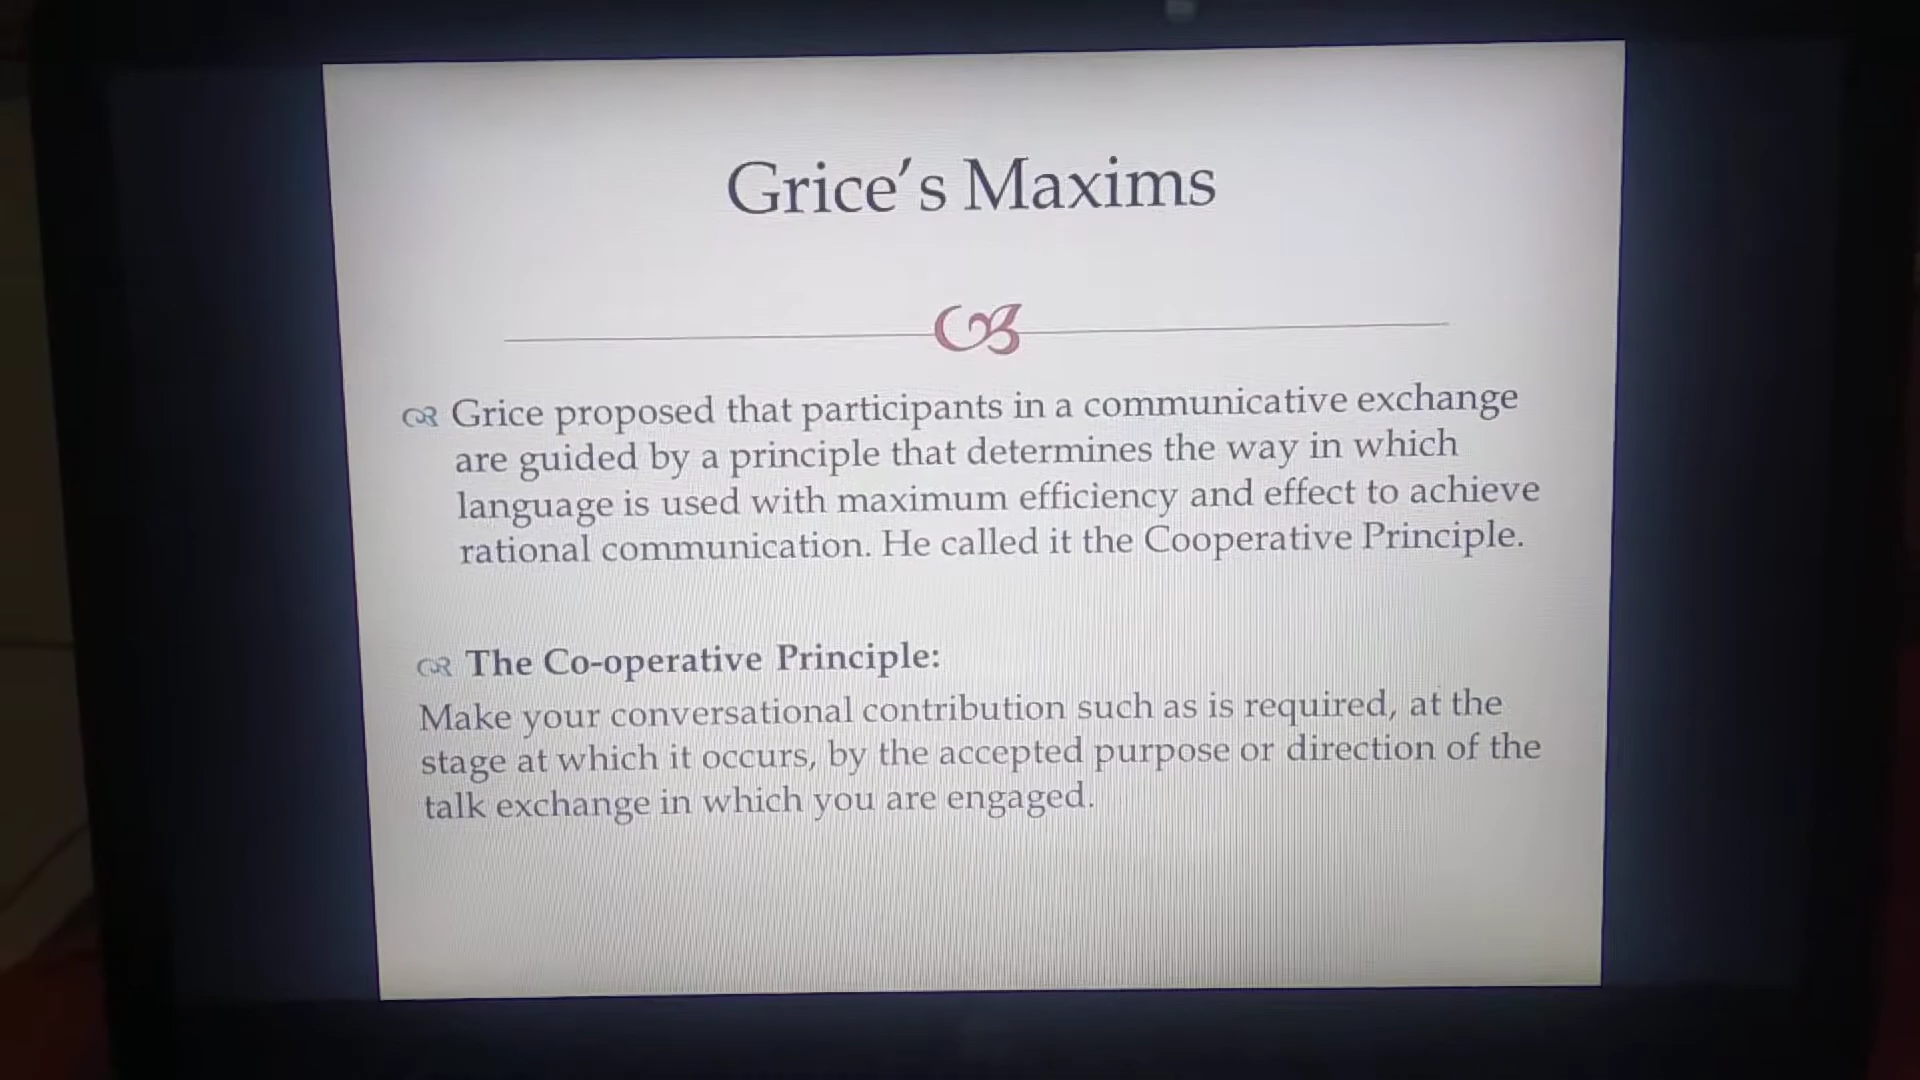 Grice's Maxims
Grice proposed that participants in a communicative exchange
are guided by a principle that determines the way in which
language is used with maximum efficiency and effect to achieve
rational communication. He called it the Cooperative Principle.
The Co-operative Principle:
Make your conversational contribution such as is required, at the
stage at which it occurs, by the accepted purpose or direction of the
talk exchange in which you are engaged.